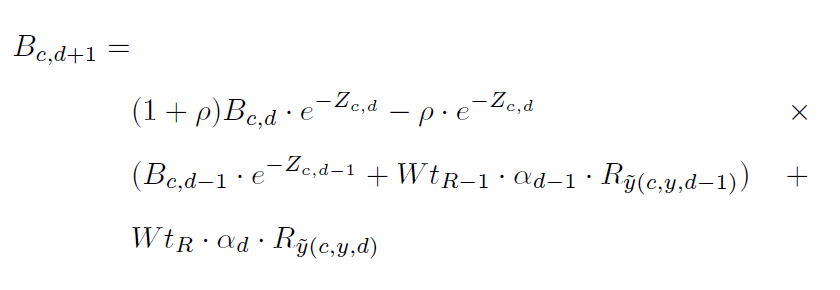 B_{c,d+1} =
(1 + ρ)B_{c,d} · e^{-Z_{c,d}} − ρ · e^{-Z_{c,d}} ×
(B_{c,d−1} · e^{-Z_{c,d−1}} + Wt_{R−1} · α_{d−1} · R_{ỹ(c,y,d−1)}) +
Wt_R · α_d · R_{ỹ(c,y,d)}